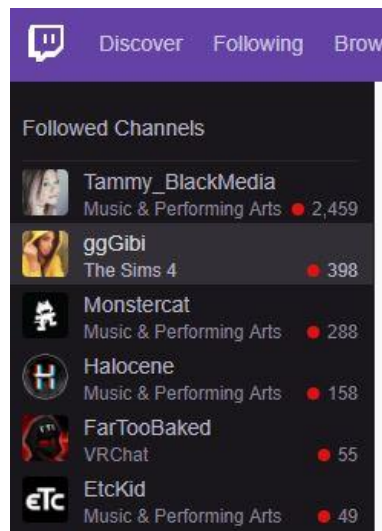 Discover Following Brow
Followed Channels
Tammy_BlackMedia
Music & Performing Arts 2,459
ggGibi
The Sims 4 398
Monstercat
Music & Performing Arts 288
Halocene
Music & Performing Arts 158
FarTooBaked
VRChat 55
eTc EtcKid
Music & Performing Arts 49